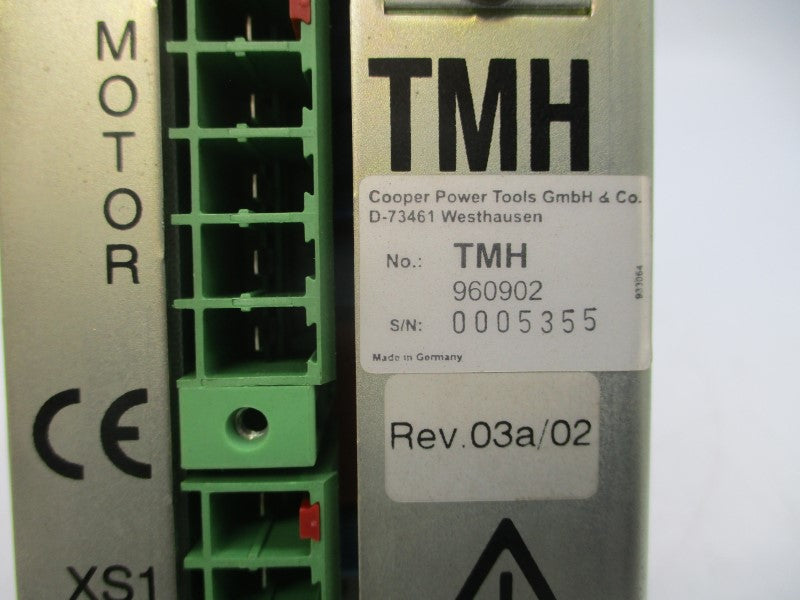 MOTOR
TMH
Cooper Power Tools GmbH & Co.
D-73461 Westhausen
No.: TMH
960902
S/N: 0005355
Made in Germany
933064
Rev.03a/02
CE
XS1